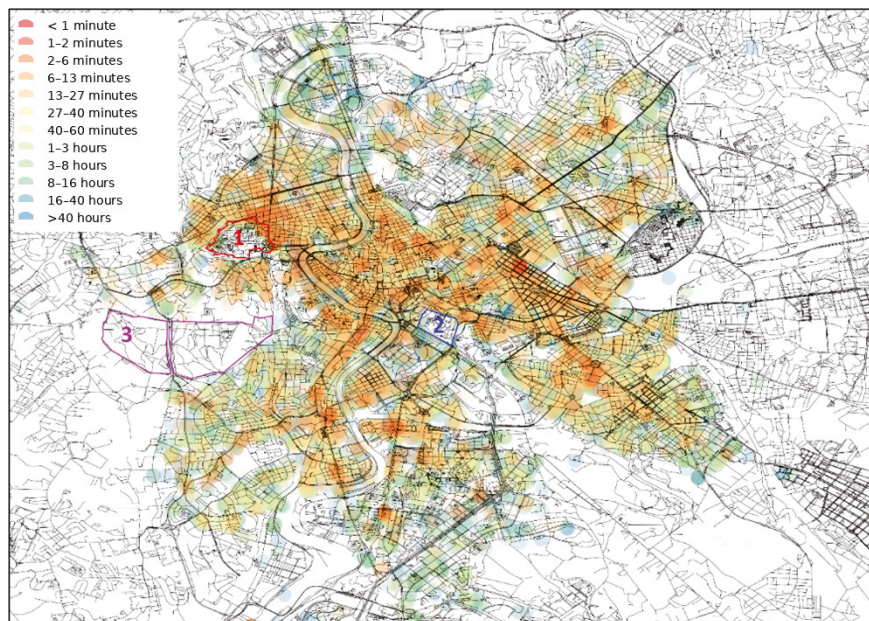 < 1 minute
1–2 minutes
2–6 minutes
6–13 minutes
13–27 minutes
27–40 minutes
40–60 minutes
1–3 hours
3–8 hours
8–16 hours
16–40 hours
>40 hours
1
2
3